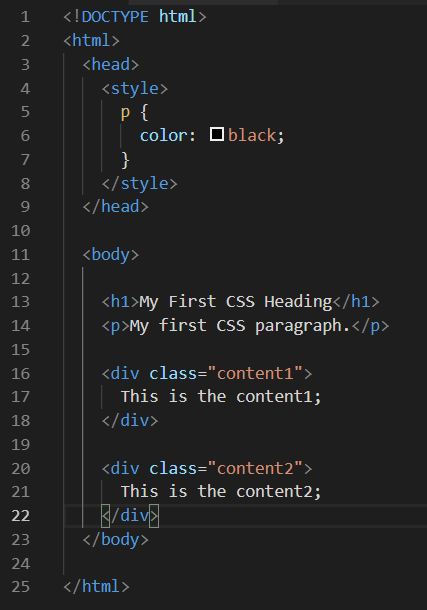 1 <!DOCTYPE html>
2 <html>
3 <head>
4 <style>
5 p {
6 color: black;
7 }
8 </style>
9 </head>
10
11 <body>
12
13 <h1>My First CSS Heading</h1>
14 <p>My first CSS paragraph.</p>
15
16 <div class="content1">
17 This is the content1;
18 </div>
19
20 <div class="content2">
21 This is the content2;
22 </div>
23 </body>
24
25 </html>